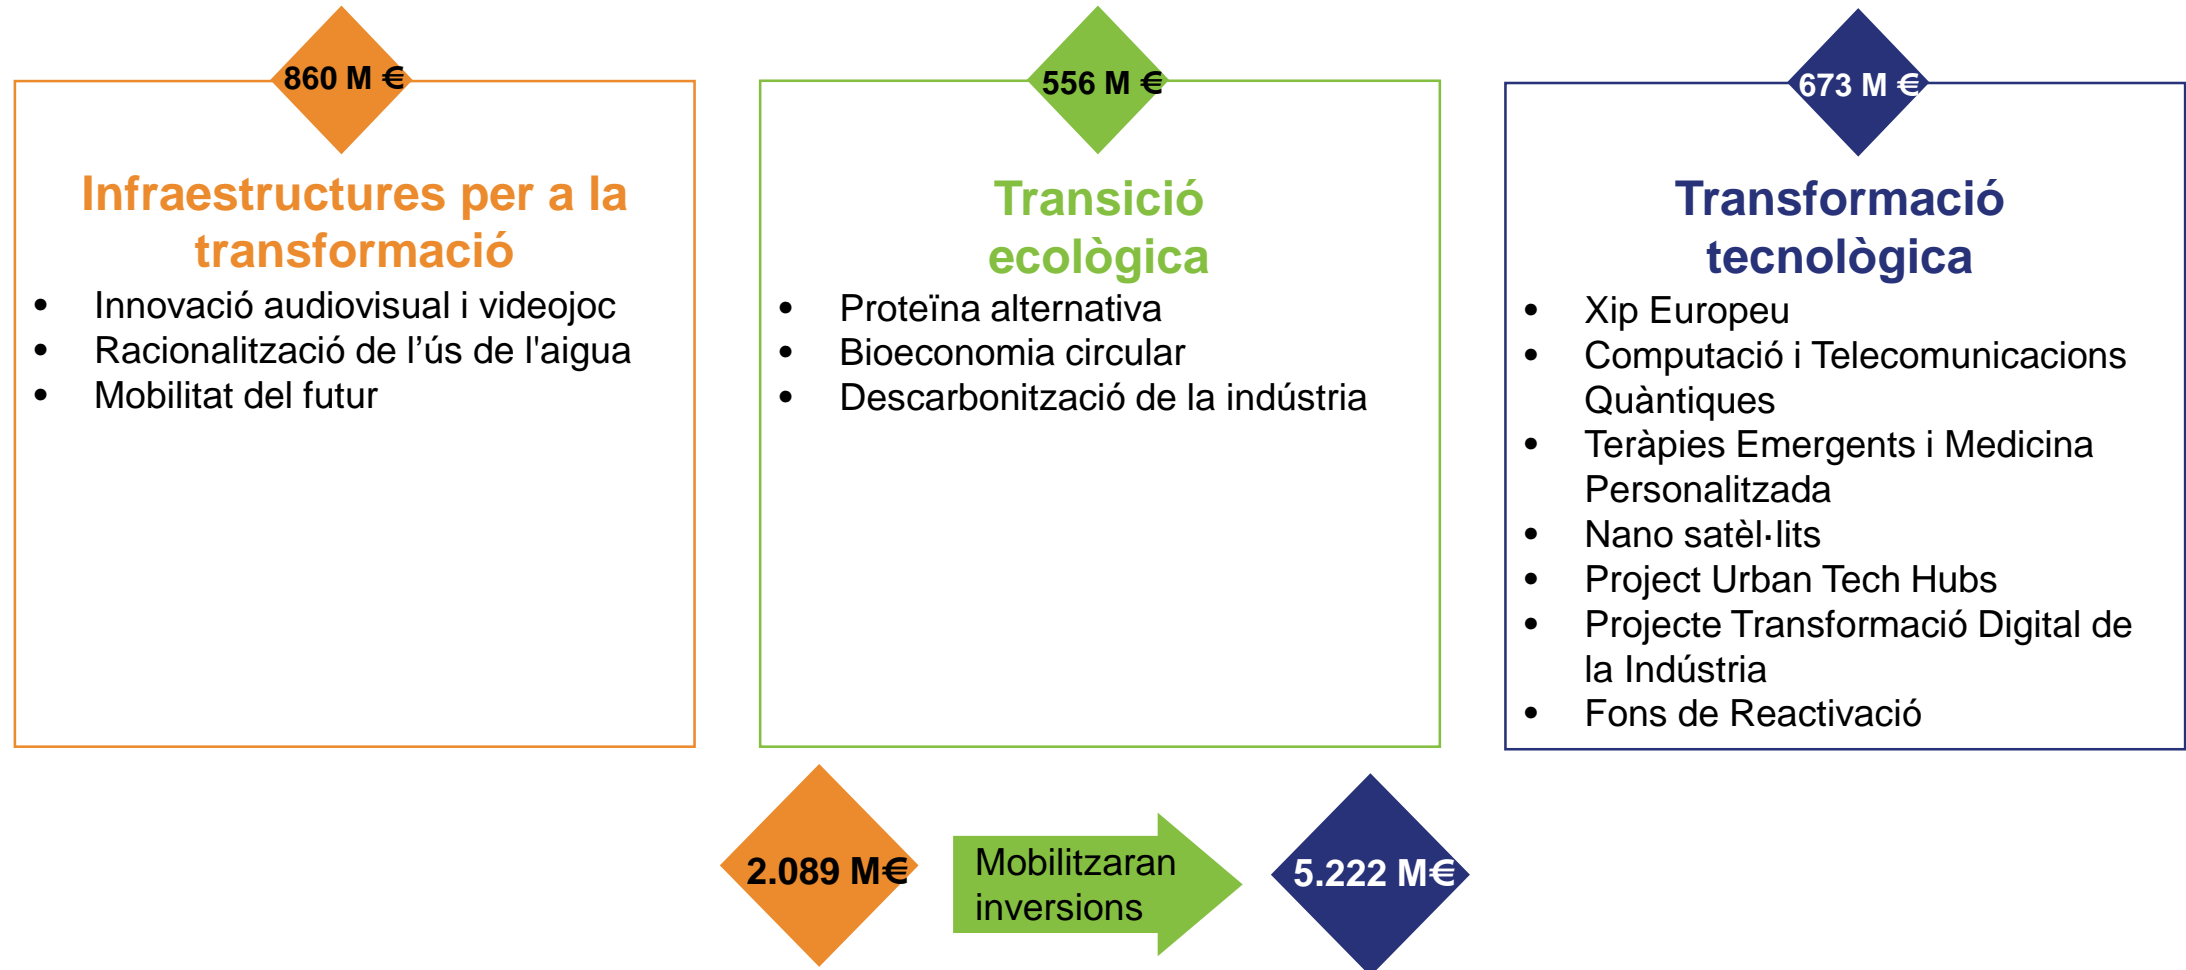 860 M €
Infraestructures per a la
transformació
• Innovació audiovisual i videojoc
• Racionalització de l’ús de l'aigua
• Mobilitat del futur
556 M €
Transició
ecològica
• Proteïna alternativa
• Bioeconomia circular
• Descarbonització de la indústria
673 M €
Transformació
tecnològica
• Xip Europeu
• Computació i Telecomunicacions
Quàntiques
• Teràpies Emergents i Medicina
Personalitzada
• Nano satèl·lits
• Project Urban Tech Hubs
• Projecte Transformació Digital de
la Indústria
• Fons de Reactivació
2.089 M€
Mobilitzaran
inversions
5.222 M€